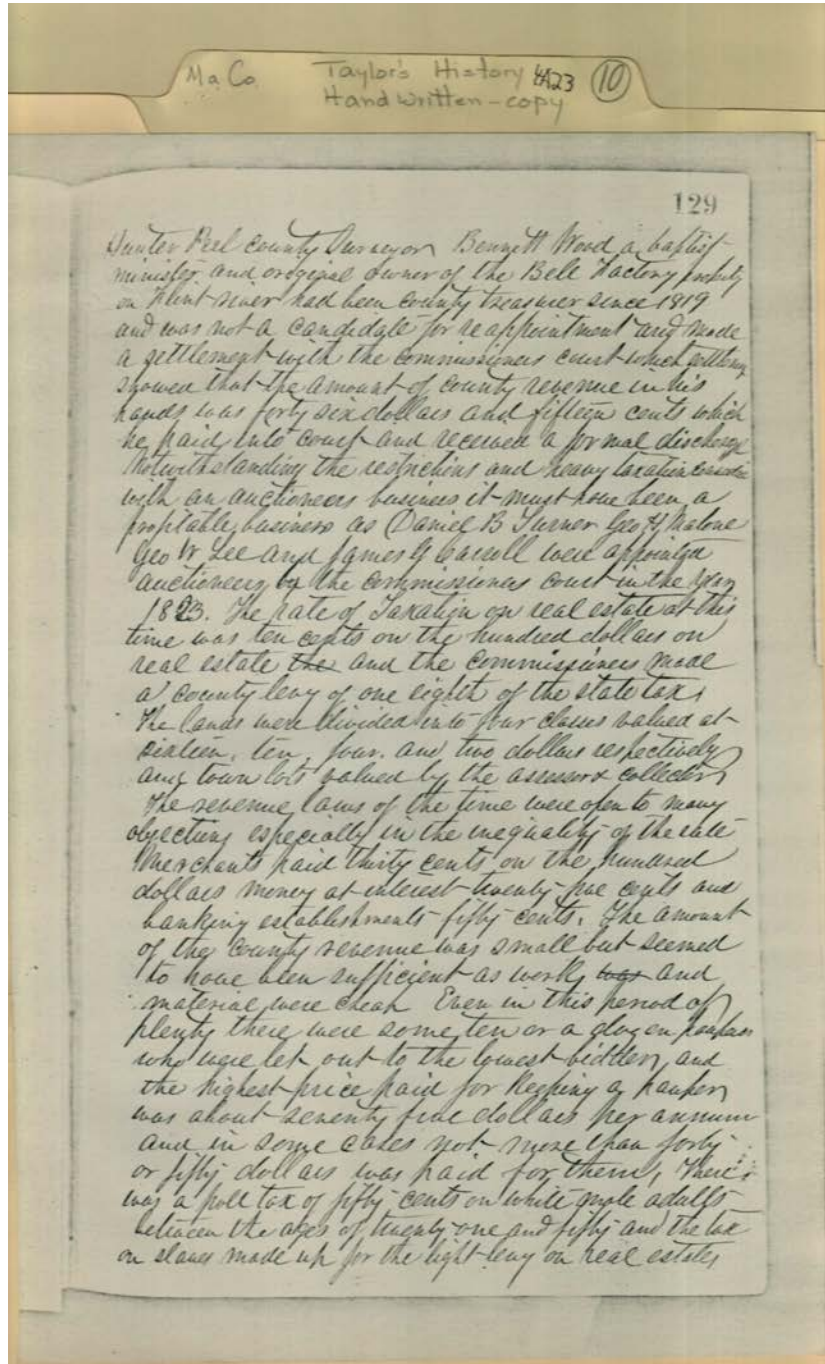 Ma Co Taylor's History 4A23 10
Handwritten-copy
129
Hunter Peel county Surveyor Bennett Wood a baptist
minister and original owner of the Bell Factory property
on Flint river had been county treasurer since 1819
and was not a candidate for reappointment and made
a settlement with the commissioners court which
showed that the amount of county revenue in his
hands was forty six dollars and fifteen cents which
he paid into court and received a formal discharge
Notwithstanding the restrictions and heavy taxation
with an auctioneers business it must have been a
profitable business as Daniel B Turner Geo H Malone
Geo W Lee and James G Carroll were appointed
auctioneers by the commissioners court in the year
1823. The rate of Taxation on real estate at this
time was ten cents on the hundred dollars on
real estate the and the commissioners made
a county levy of one eighth of the state tax.
The lands were divided into four classes valued at
sixteen, ten, four. and two dollars respectively
and town lots valued by the assessor & collector
The revenue laws of the time were open to many
objections especially in the inequality of the rate
Merchants paid thirty cents on the hundred
dollars money at interest twenty five cents and
banking establishments fifty cents. The amount
of the county revenue was small but seemed
to have been sufficient as work was and
material were cheap Even in this period of
plenty there were some ten or a dozen paupers
who were let out to the lowest bidder, and
the highest price paid for keeping a pauper
was about seventy five dollars per annum
and in some cases not more than forty
or fifty dollars was paid for them, There
was a poll tax of fifty cents on white male adults
between the ages of twenty one and fifty and the tax
on slaves made up for the light levy on real estate